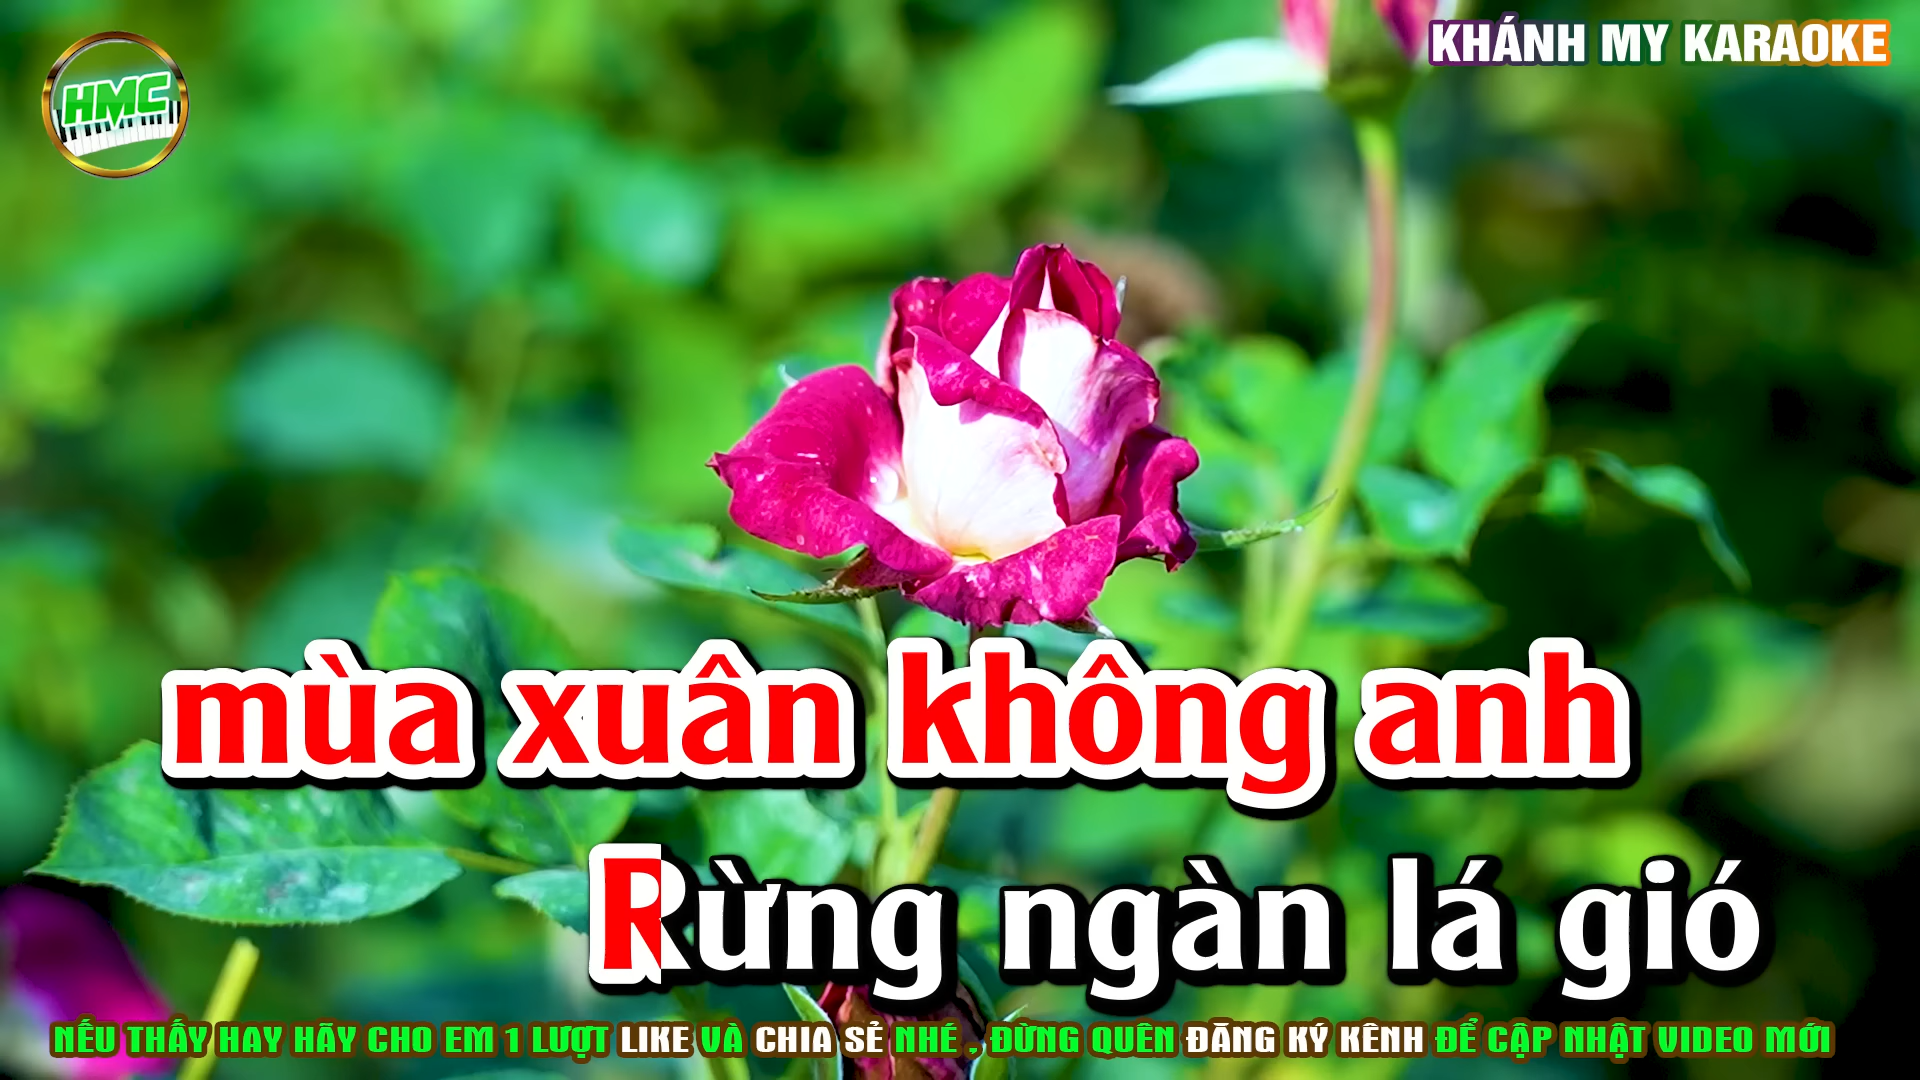 KHÁNH MY KARAOKE
HMC
mùa xuân không anh
Rừng ngàn lá gió
NẾU THẤY HAY HÃY CHO EM 1 LƯỢT LIKE VÀ CHIA SẺ NHÉ , ĐỪNG QUÊN ĐĂNG KÝ KÊNH ĐỂ CẬP NHẬT VIDEO MỚI